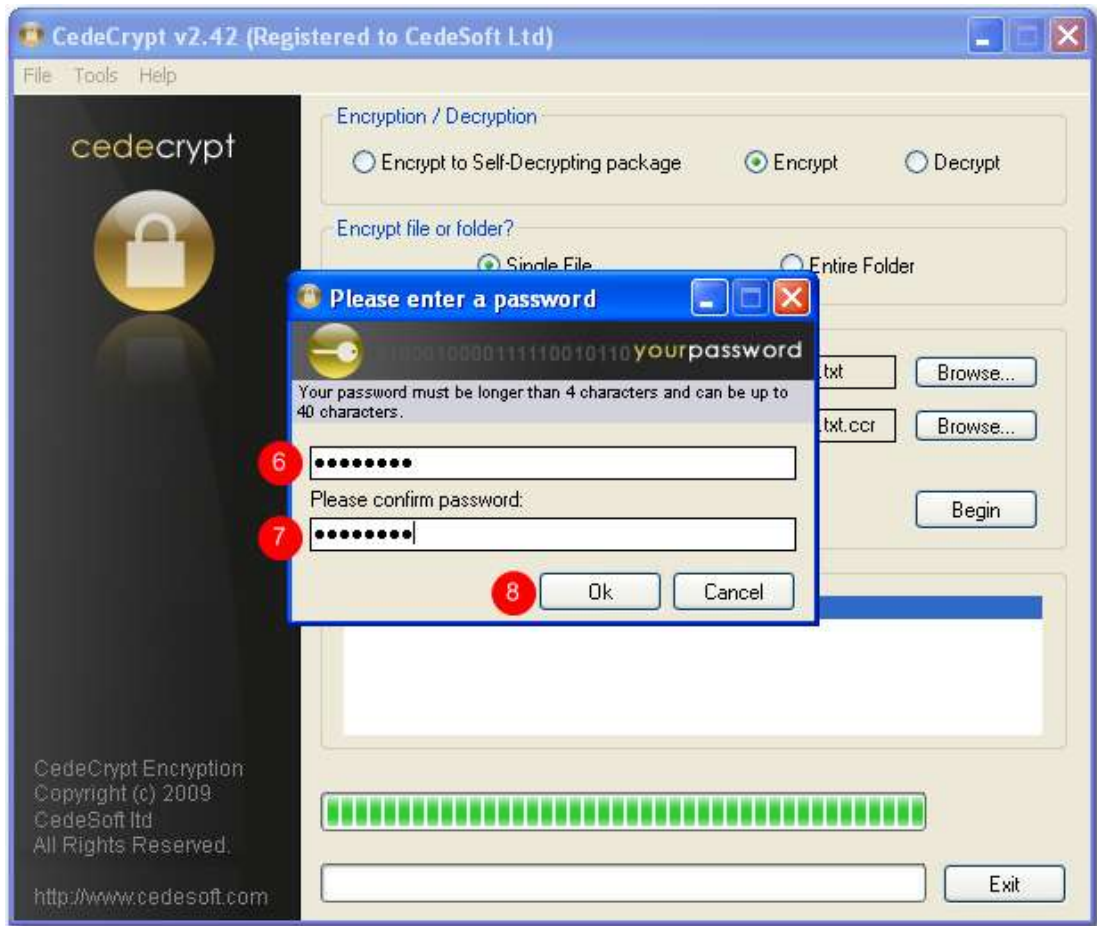 CedeCrypt v2.42 (Registered to CedeSoft Ltd)
File Tools Help
cedecrypt
Encryption / Decryption
Encrypt to Self-Decrypting package Encrypt Decrypt
Encrypt file or folder?
Single File Entire Folder
Please enter a password
yourpassword
Your password must be longer than 4 characters and can be up to
40 characters.
.txt Browse...
.txt.ccr Browse...
6 ●●●●●●●●
Please confirm password:
7 ●●●●●●●●
Begin
8 Ok Cancel
CedeCrypt Encryption
Copyright (c) 2009
CedeSoft ltd
All Rights Reserved.
http://www.cedesoft.com
Exit